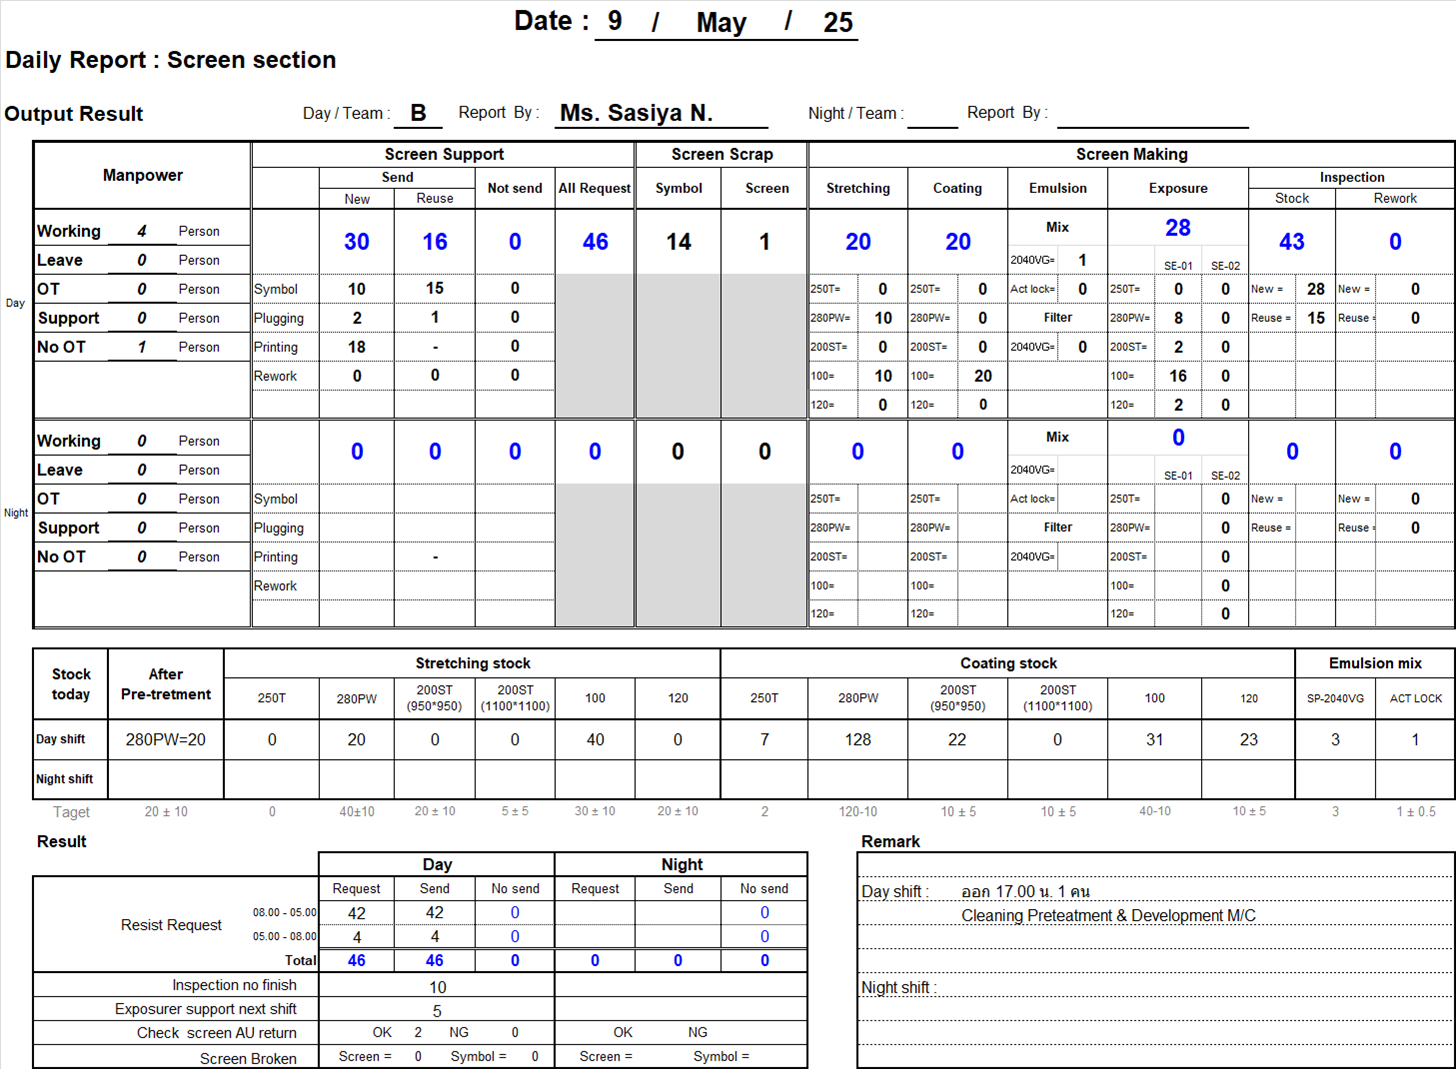 Date : 9 / May / 25
Daily Report : Screen section
Output Result Day / Team : B Report By : Ms. Sasiya N. Night / Team : Report By :
Manpower Screen Support Screen Scrap Screen Making
Send Not send All Request Symbol Screen Stretching Coating Emulsion Exposure Inspection
New Reuse Stock Rework
Day
Working 4 Person 30 16 0 46 14 1 20 20 Mix 28 43 0
Leave 0 Person 2040VG= 1 SE-01 SE-02
OT 0 Person Symbol 10 15 0 250T= 0 250T= 0 Act lock= 0 250T= 0 0 New = 28 New = 0
Support 0 Person Plugging 2 1 0 280PW= 10 280PW= 0 Filter 280PW= 8 0 Reuse = 15 Reuse = 0
No OT 1 Person Printing 18 - 0 200ST= 0 200ST= 0 2040VG= 0 200ST= 2 0
Rework 0 0 0 100= 10 100= 20 100= 16 0
120= 0 120= 0 120= 2 0
Night
Working 0 Person 0 0 0 0 0 0 0 0 Mix 0 0 0
Leave 0 Person 2040VG= SE-01 SE-02
OT 0 Person Symbol 250T= 250T= Act lock= 250T= 0 New = New = 0
Support 0 Person Plugging 280PW= 280PW= Filter 280PW= 0 Reuse = Reuse = 0
No OT 0 Person Printing - 200ST= 200ST= 2040VG= 200ST= 0
Rework 100= 100= 100= 0
120= 120= 120= 0
Stock today After Pre-tretment Stretching stock Coating stock Emulsion mix
250T 280PW 200ST (950*950) 200ST (1100*1100) 100 120 250T 280PW 200ST (950*950) 200ST (1100*1100) 100 120 SP-2040VG ACT LOCK
Day shift 280PW=20 0 20 0 0 40 0 7 128 22 0 31 23 3 1
Night shift
Taget 20 ± 10 0 40±10 20 ± 10 5 ± 5 30 ± 10 20 ± 10 2 120-10 10 ± 5 10 ± 5 40-10 10 ± 5 3 1 ± 0.5
Result
Day Night
Request Send No send Request Send No send
Resist Request 08.00 - 05.00 42 42 0 0
05.00 - 08.00 4 4 0 0
Total 46 46 0 0 0 0
Inspection no finish 10
Exposurer support next shift 5
Check screen AU return OK 2 NG 0 OK NG
Screen Broken Screen = 0 Symbol = 0 Screen = Symbol =
Remark
Day shift : ออก 17.00 น. 1 คน
Cleaning Preteatment & Development M/C
Night shift :